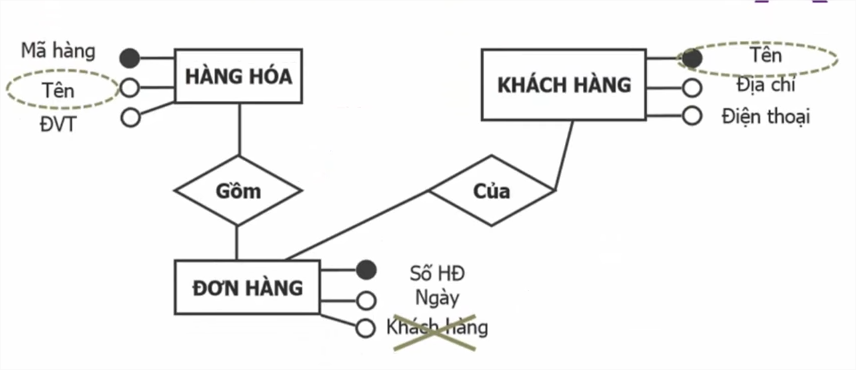 Mã hàng
Tên
ĐVT
HÀNG HÓA
KHÁCH HÀNG
Tên
Địa chỉ
Điện thoại
Gồm
Của
ĐƠN HÀNG
Số HĐ
Ngày
Khách hàng